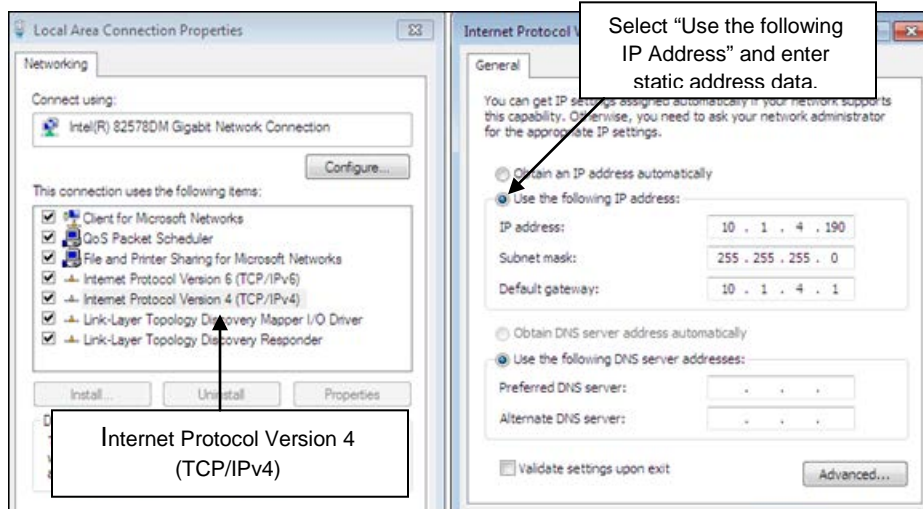 Local Area Connection Properties
Networking
Connect using:
Intel(R) 82578DM Gigabit Network Connection
Configure...
This connection uses the following items:
Client for Microsoft Networks
QoS Packet Scheduler
File and Printer Sharing for Microsoft Networks
Internet Protocol Version 6 (TCP/IPv6)
Internet Protocol Version 4 (TCP/IPv4)
Link-Layer Topology Discovery Mapper I/O Driver
Link-Layer Topology Discovery Responder
Install...
Uninstall
Properties
Internet Protocol Version 4
(TCP/IPv4)
Internet Protocol
Select “Use the following
IP Address” and enter
static address data.
General
You can get IP settings assigned automatically if your network supports
this capability. Otherwise, you need to ask your network administrator
for the appropriate IP settings.
Obtain an IP address automatically
Use the following IP address:
IP address: 10 . 1 . 4 . 190
Subnet mask: 255 . 255 . 255 . 0
Default gateway: 10 . 1 . 4 . 1
Obtain DNS server address automatically
Use the following DNS server addresses:
Preferred DNS server: . . .
Alternate DNS server: . . .
Validate settings upon exit
Advanced...